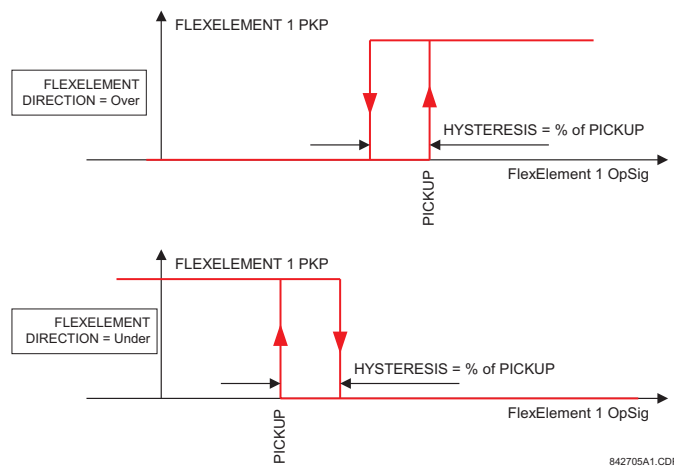 FLEXELEMENT 1 PKP
FLEXELEMENT
DIRECTION = Over
HYSTERESIS = % of PICKUP
FlexElement 1 OpSig
PICKUP
FLEXELEMENT 1 PKP
FLEXELEMENT
DIRECTION = Under
HYSTERESIS = % of PICKUP
FlexElement 1 OpSig
PICKUP
842705A1.CDR